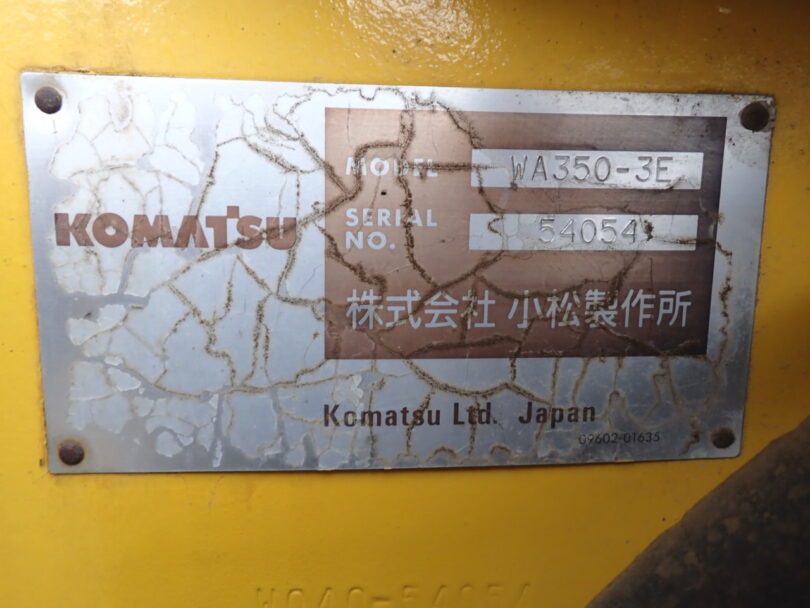 KOMATSU
MODEL WA350-3E
SERIAL NO. 54054
株式会社 小松製作所
Komatsu Ltd. Japan
09602-01635